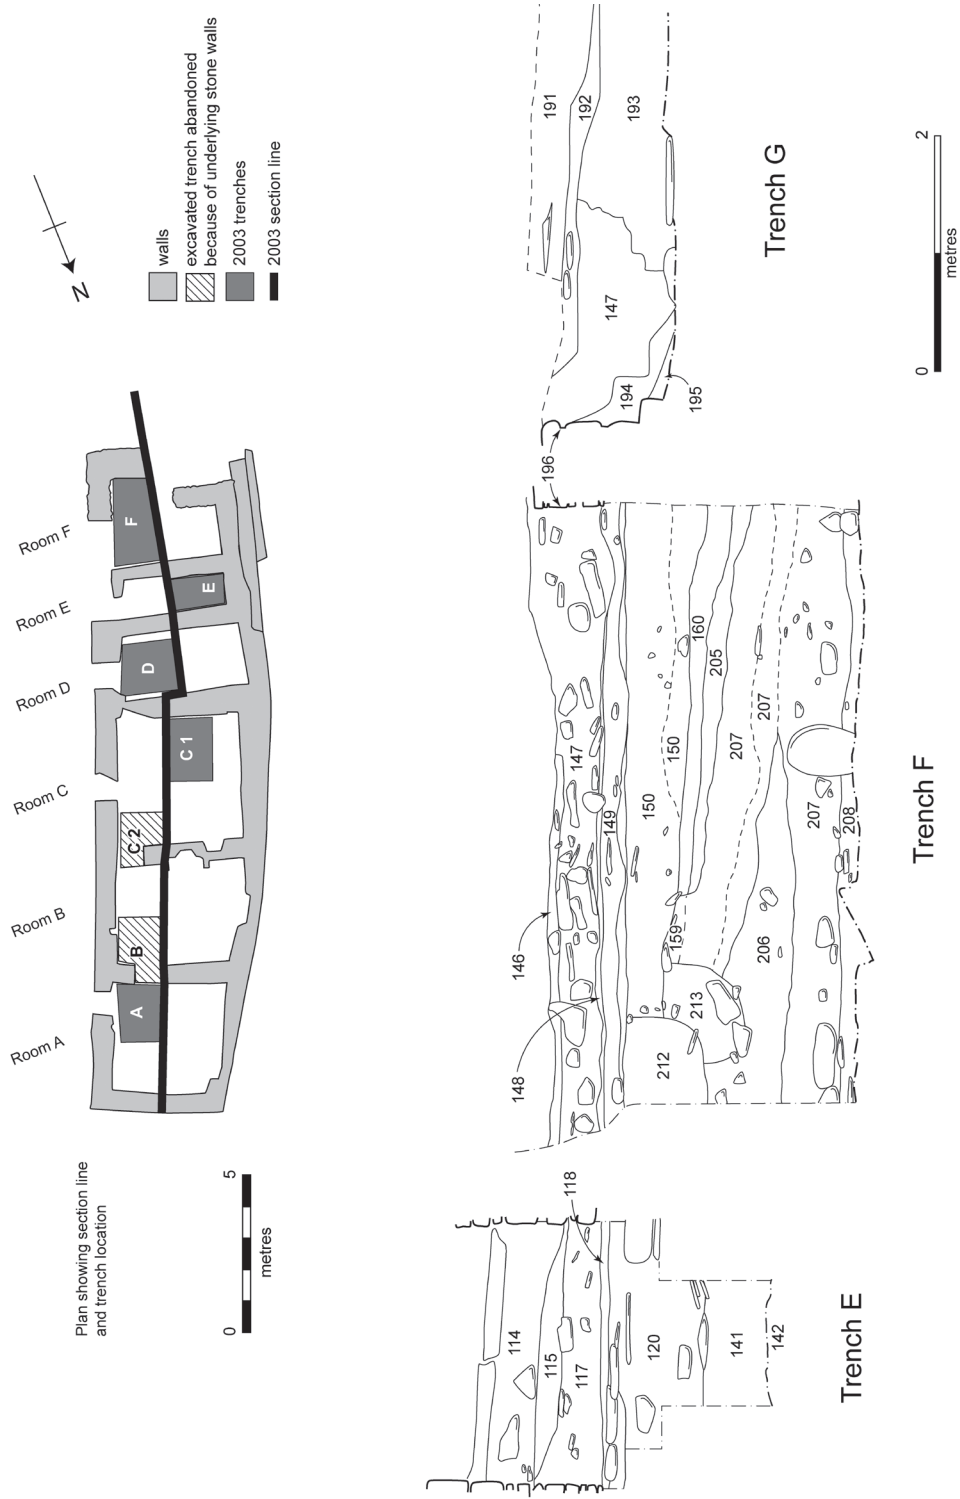 Plan showing section line
and trench location
0
5
metres
Room A
Room B
Room C
Room D
Room E
Room F
A
B
C 2
C 1
D
E
F
N
walls
excavated trench abandoned
because of underlying stone walls
2003 trenches
2003 section line
114
115
117
118
120
141
142
Trench E
146
148
147
149
150
150
159
160
205
207
207
207
206
208
212
213
196
Trench F
191
192
193
147
194
195
Trench G
0
2
metres